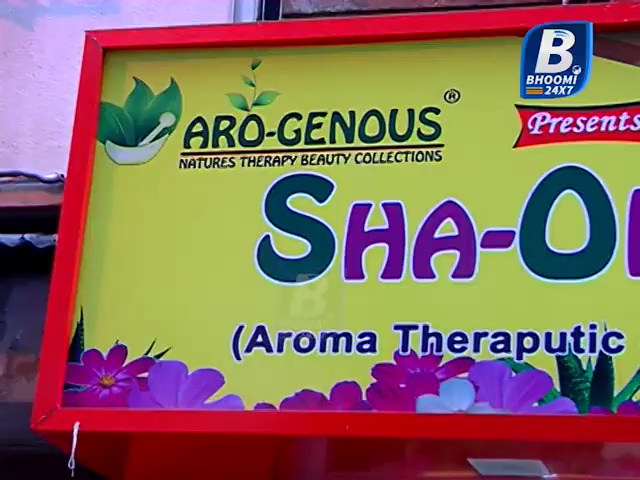 B
BHOOMI
24X7
ARO-GENOUS®
NATURES THERAPY BEAUTY COLLECTIONS
Presents
SHA-O
(Aroma Theraputic